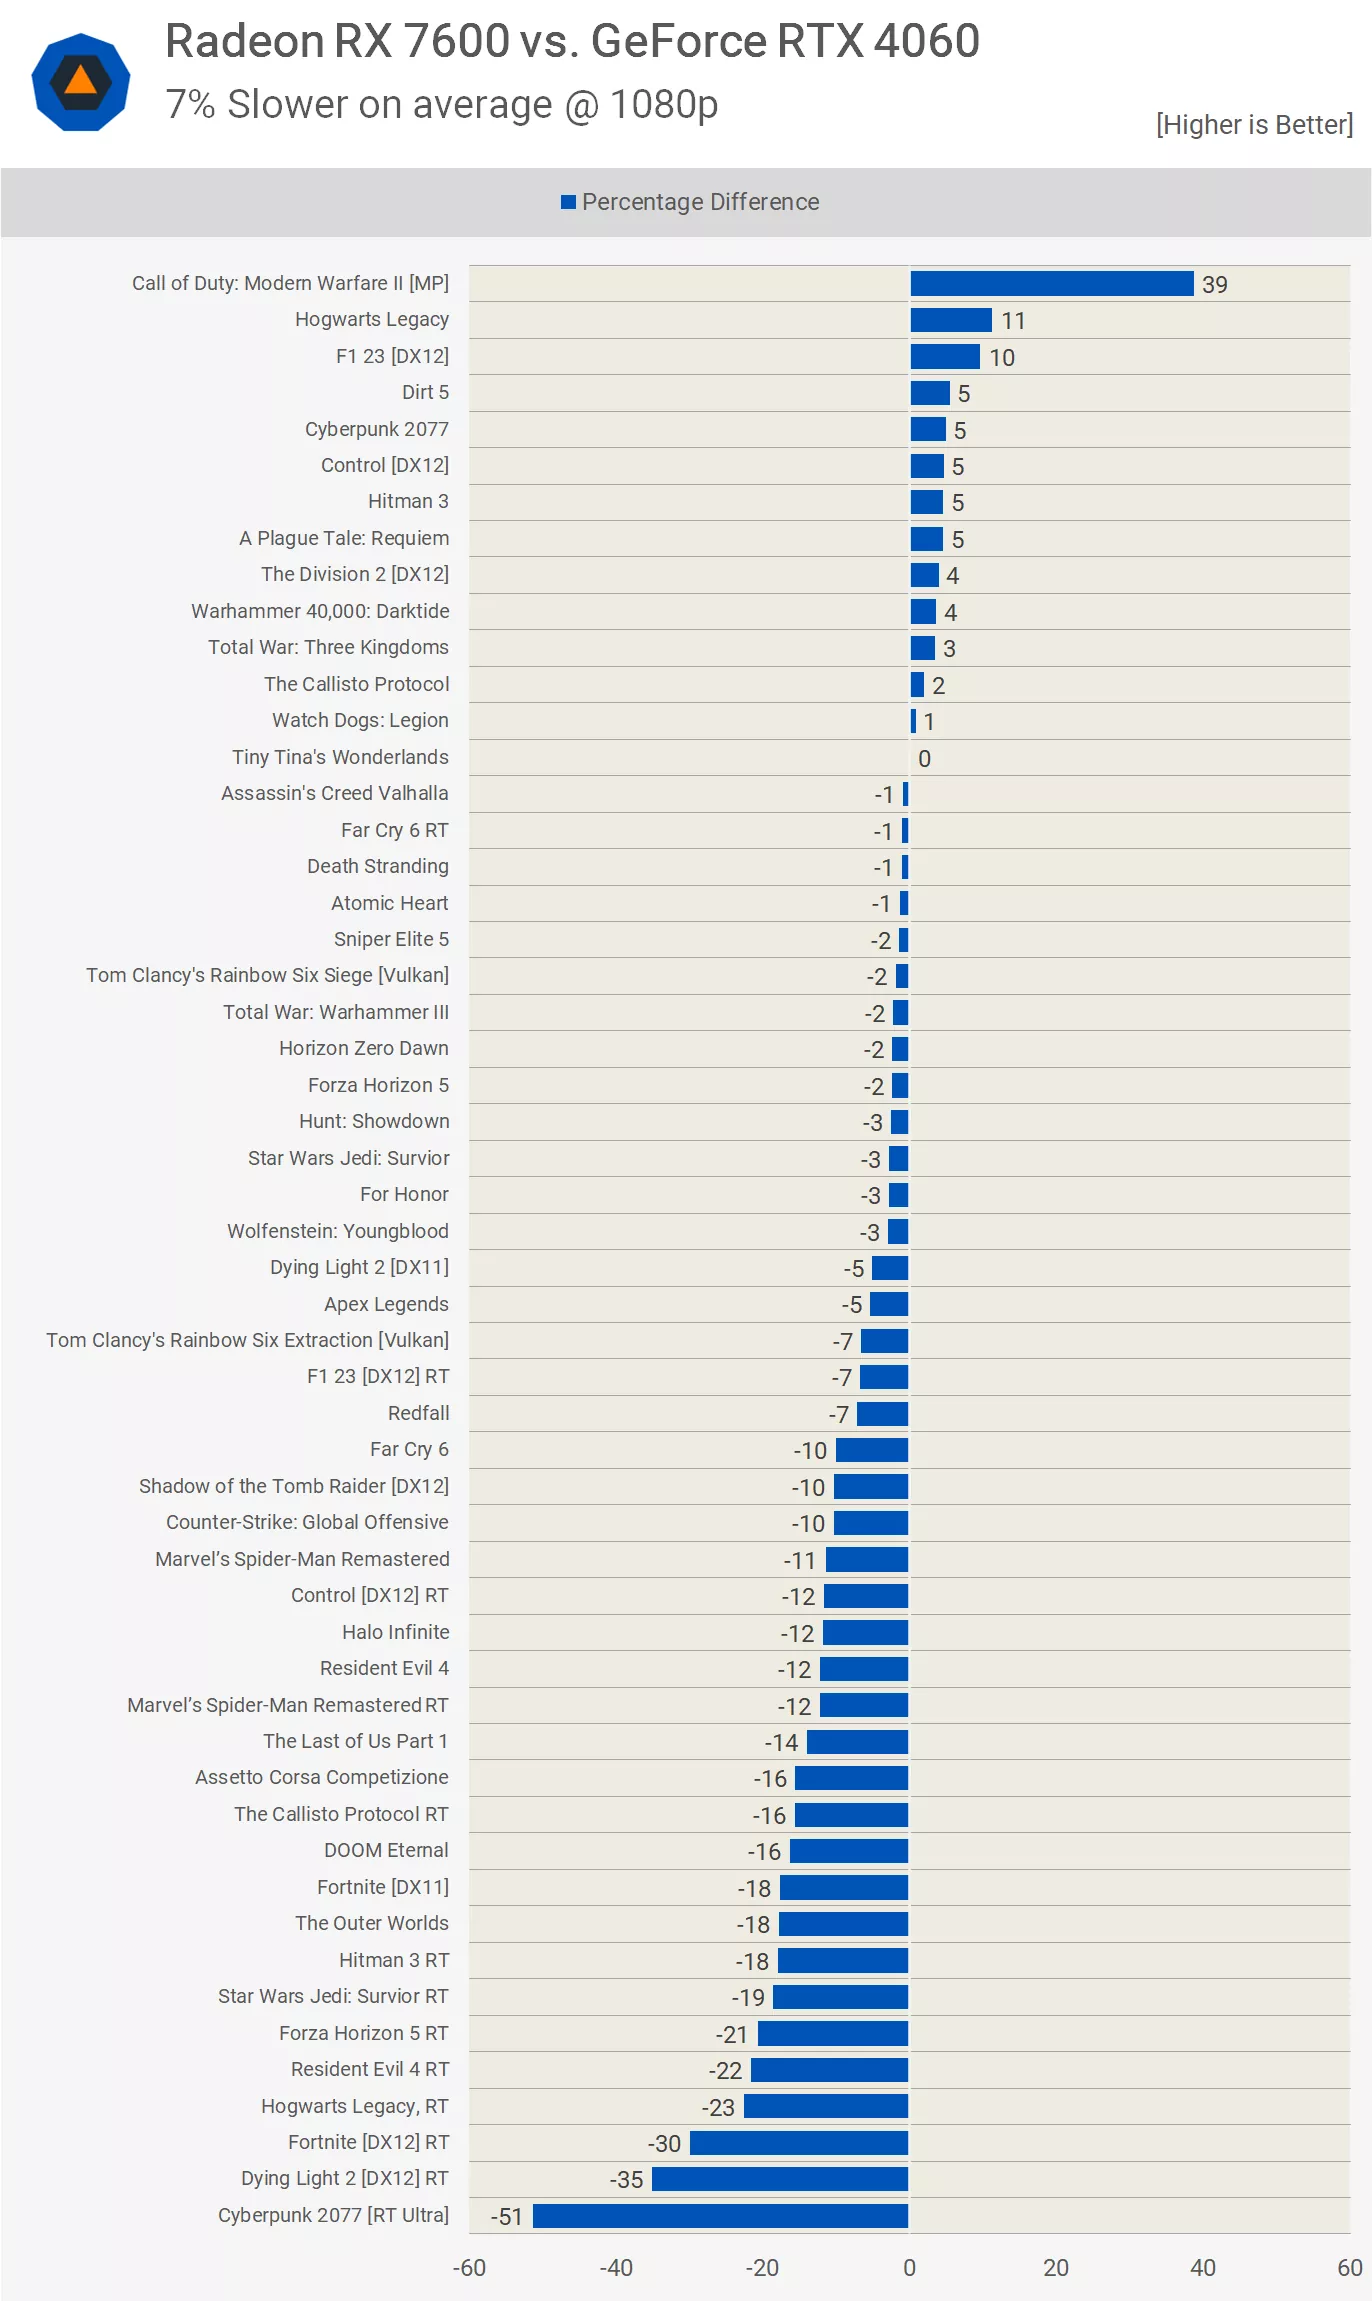 Radeon RX 7600 vs. GeForce RTX 4060
7% Slower on average @ 1080p
[Higher is Better]
Percentage Difference
Call of Duty: Modern Warfare II [MP] 39
Hogwarts Legacy 11
F1 23 [DX12] 10
Dirt 5 5
Cyberpunk 2077 5
Control [DX12] 5
Hitman 3 5
A Plague Tale: Requiem 5
The Division 2 [DX12] 4
Warhammer 40,000: Darktide 4
Total War: Three Kingdoms 3
The Callisto Protocol 2
Watch Dogs: Legion 1
Tiny Tina's Wonderlands 0
Assassin's Creed Valhalla -1
Far Cry 6 RT -1
Death Stranding -1
Atomic Heart -1
Sniper Elite 5 -2
Tom Clancy's Rainbow Six Siege [Vulkan] -2
Total War: Warhammer III -2
Horizon Zero Dawn -2
Forza Horizon 5 -2
Hunt: Showdown -3
Star Wars Jedi: Survior -3
For Honor -3
Wolfenstein: Youngblood -3
Dying Light 2 [DX11] -5
Apex Legends -5
Tom Clancy's Rainbow Six Extraction [Vulkan] -7
F1 23 [DX12] RT -7
Redfall -7
Far Cry 6 -10
Shadow of the Tomb Raider [DX12] -10
Counter-Strike: Global Offensive -10
Marvel’s Spider-Man Remastered -11
Control [DX12] RT -12
Halo Infinite -12
Resident Evil 4 -12
Marvel’s Spider-Man Remastered RT -12
The Last of Us Part 1 -14
Assetto Corsa Competizione -16
The Callisto Protocol RT -16
DOOM Eternal -16
Fortnite [DX11] -18
The Outer Worlds -18
Hitman 3 RT -18
Star Wars Jedi: Survior RT -19
Forza Horizon 5 RT -21
Resident Evil 4 RT -22
Hogwarts Legacy, RT -23
Fortnite [DX12] RT -30
Dying Light 2 [DX12] RT -35
Cyberpunk 2077 [RT Ultra] -51
-60 -40 -20 0 20 40 60